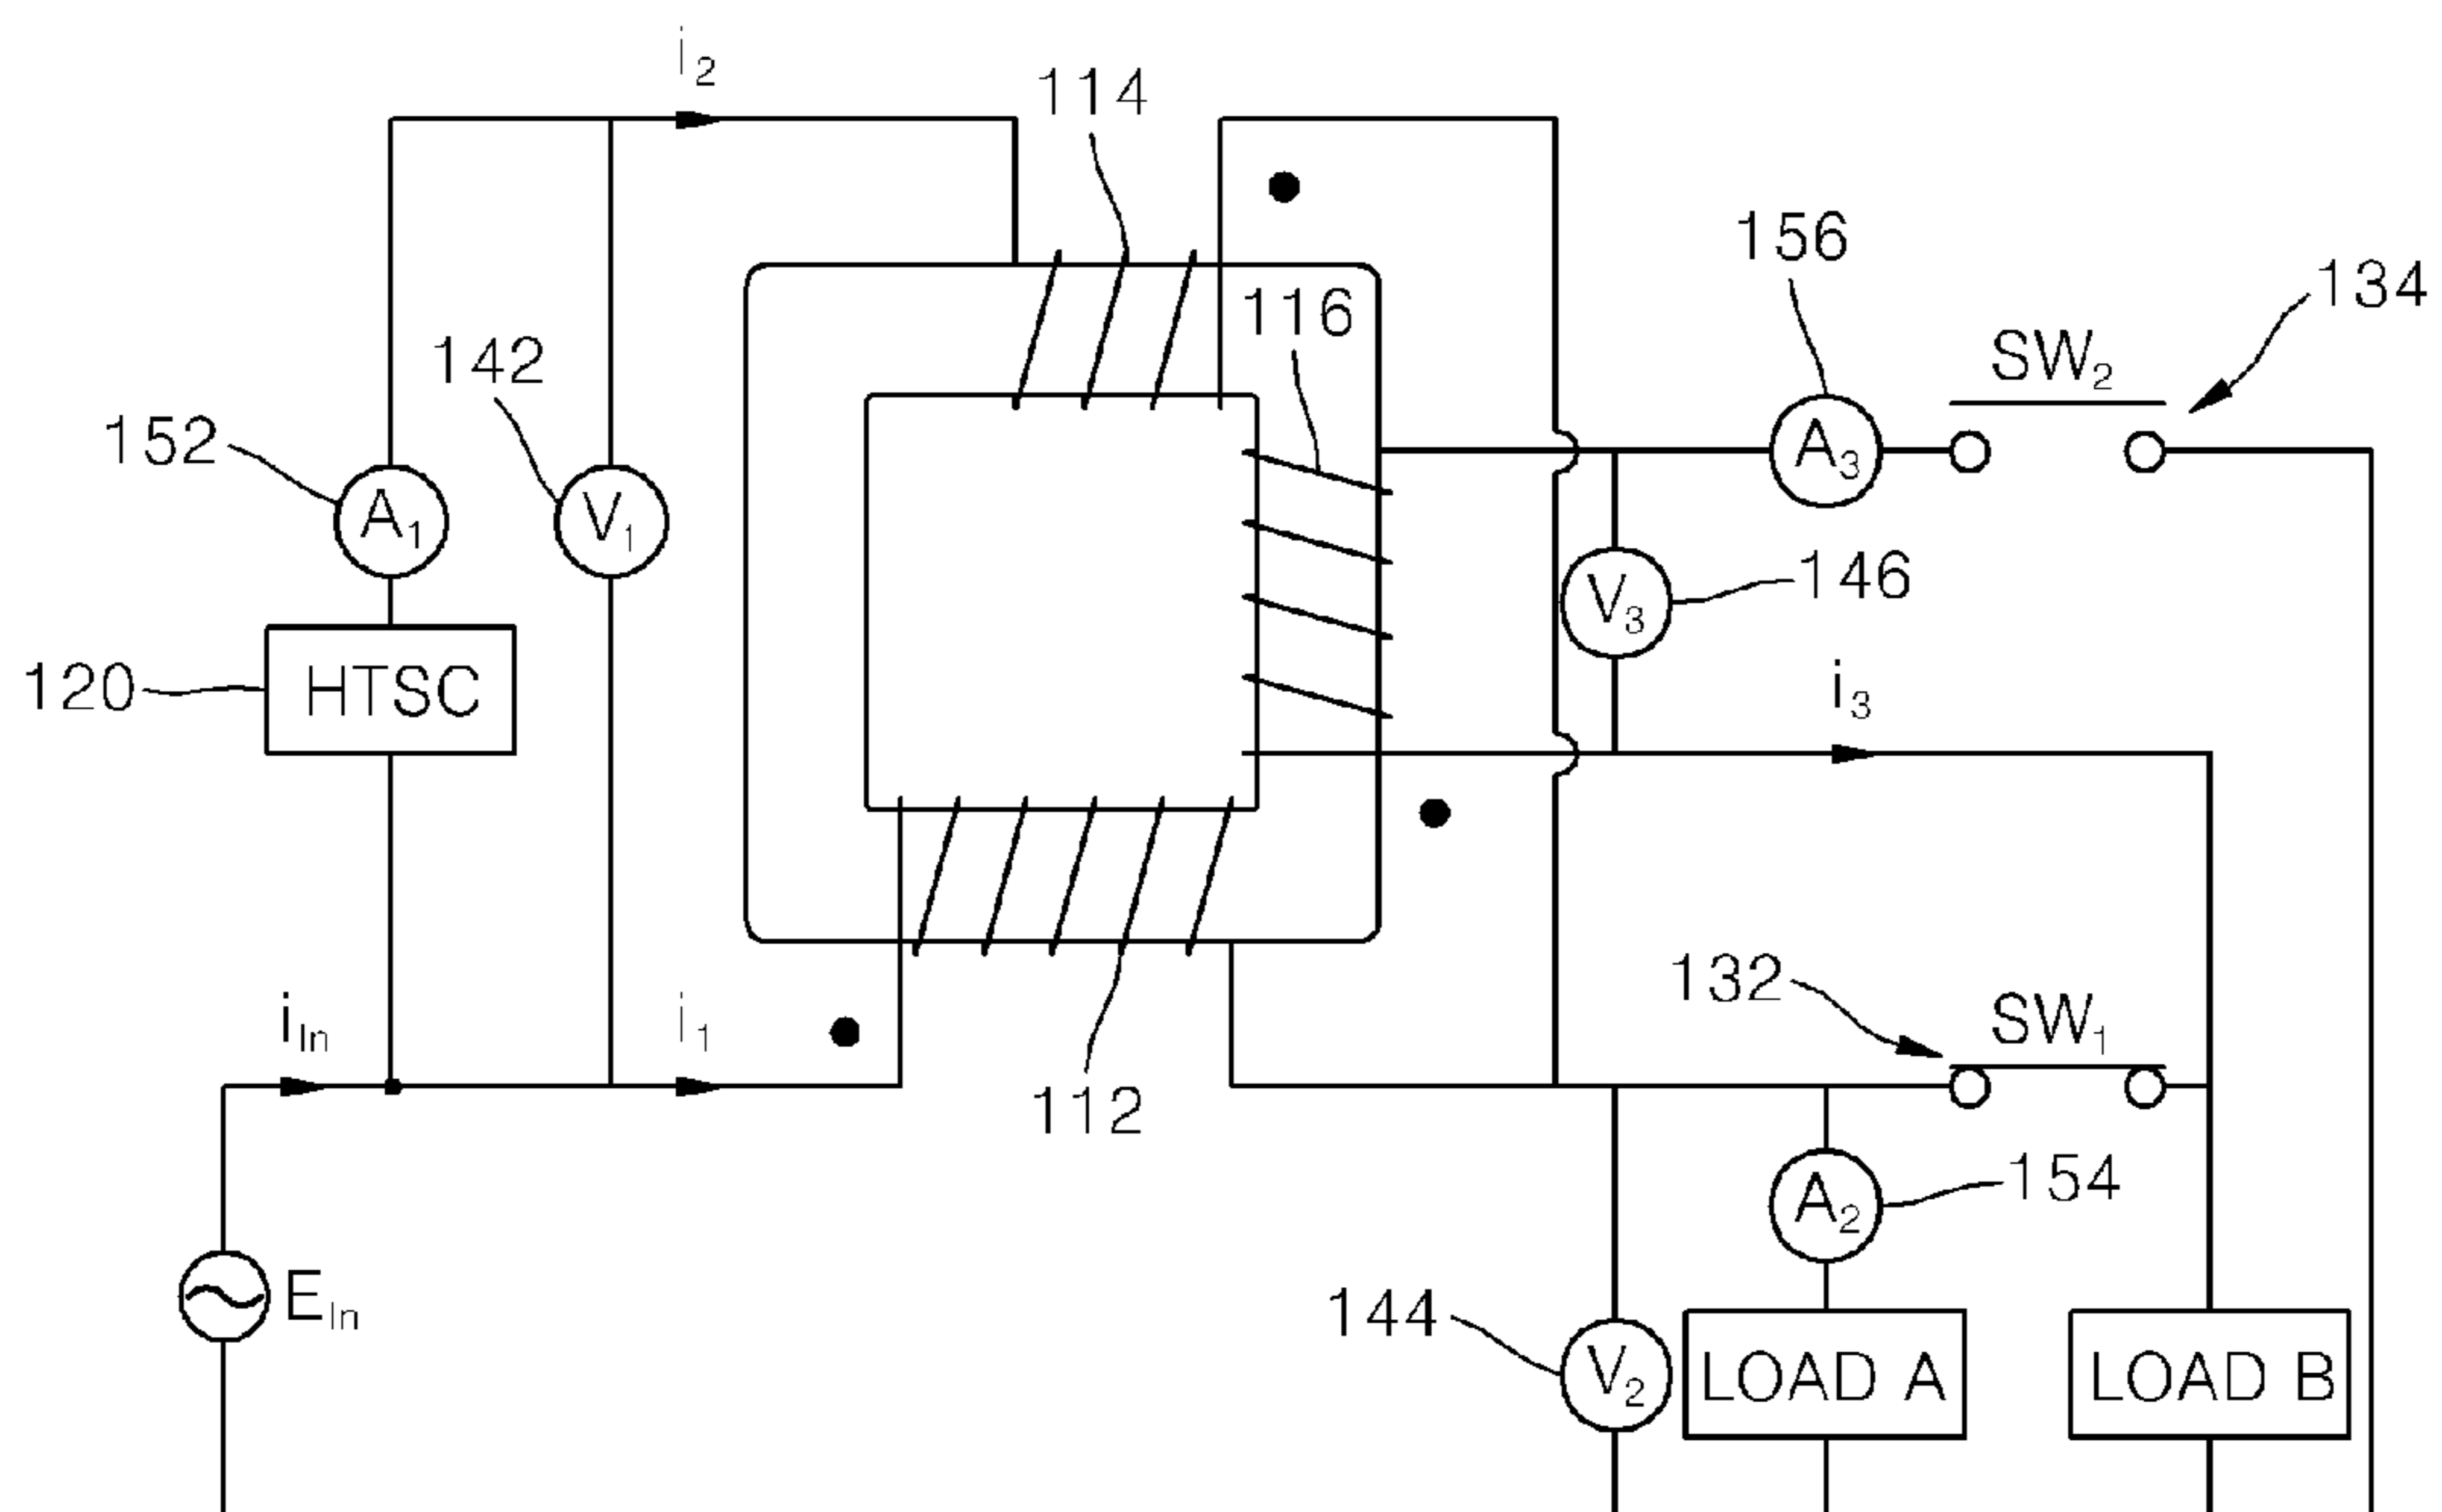 i2
114
156
134
116
SW2
142
152
A3
A1
V1
146
V3
120
HTSC
i3
132
SW1
iIn
i1
112
154
A2
EIn
144
V2
LOAD A
LOAD B